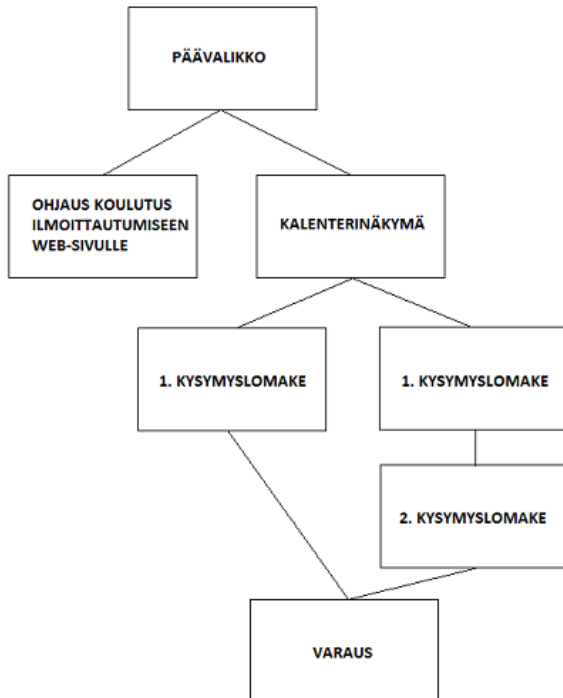 PÄÄVALIKKO
OHJAUS KOULUTUS
ILMOITTAUTUMISEEN
WEB-SIVULLE
KALENTERINÄKYMÄ
1. KYSYMYSLOMAKE
1. KYSYMYSLOMAKE
2. KYSYMYSLOMAKE
VARAUS